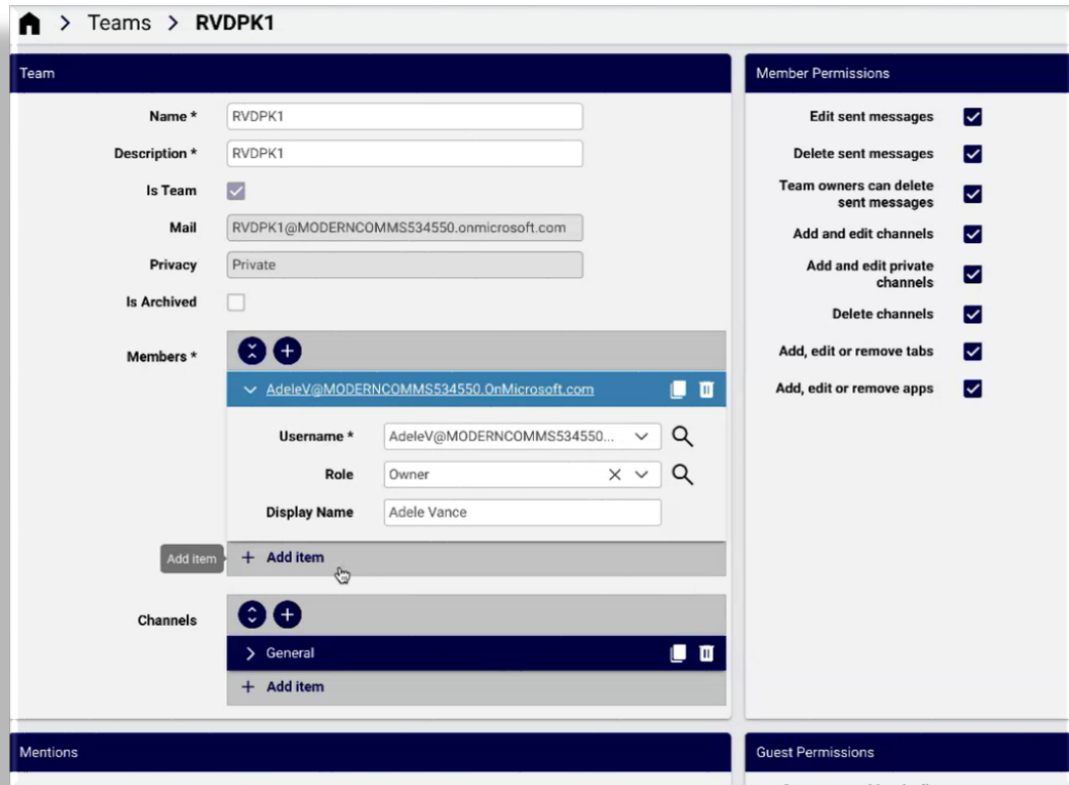 > Teams > RVDPK1
Team
Name *
RVDPK1
Description *
RVDPK1
Is Team
Mail
RVDPK1@MODERNCOMMS534550.onmicrosoft.com
Privacy
Private
Is Archived
Members *
AdeleV@MODERNCOMMS534550.OnMicrosoft.com
Username *
AdeleV@MODERNCOMMS534550...
Role
Owner
Display Name
Adele Vance
Add item
+ Add item
Channels
General
+ Add item
Member Permissions
Edit sent messages
Delete sent messages
Team owners can delete
sent messages
Add and edit channels
Add and edit private
channels
Delete channels
Add, edit or remove tabs
Add, edit or remove apps
Mentions
Guest Permissions